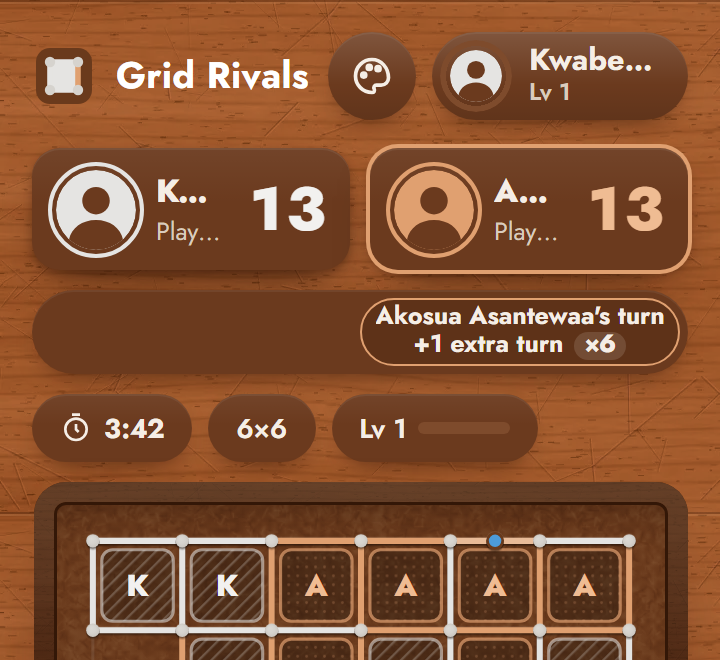 Grid Rivals
Kwabe...
Lv 1
K...
Play...
13
A...
Play...
13
Akosua Asantewaa's turn
+1 extra turn ×6
3:42
6×6
Lv 1
K K A A A A